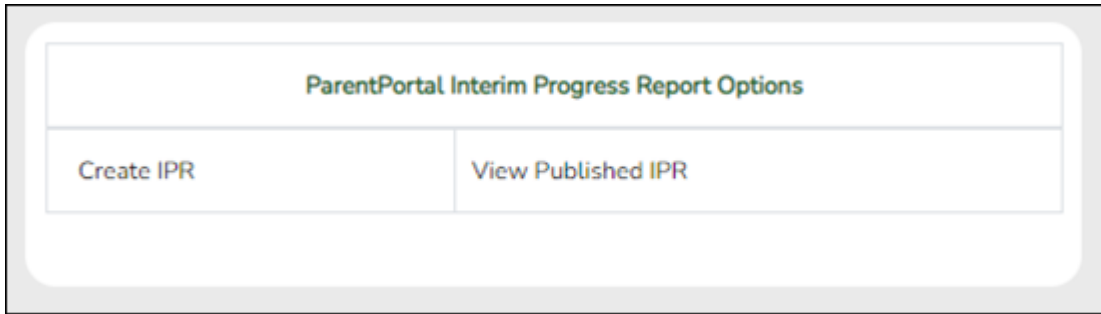 ParentPortal Interim Progress Report Options
Create IPR
View Published IPR